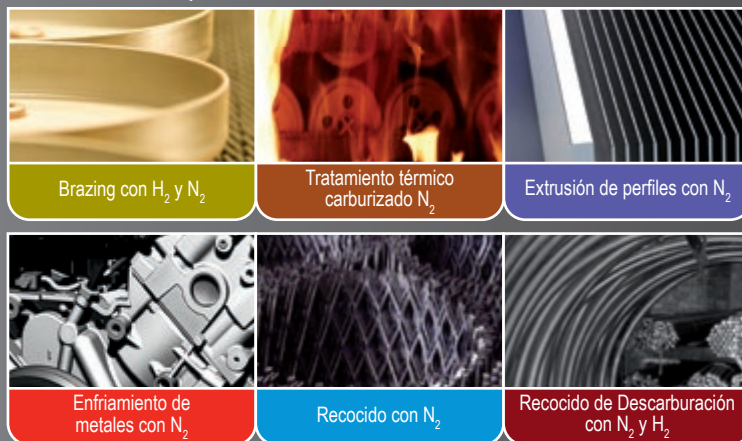 Brazing con H₂ y N₂
Tratamiento térmico
carburizado N₂
Extrusión de perfiles con N₂
Enfriamiento de
metales con N₂
Recocido con N₂
Recocido de Descarburación
con N₂ y H₂